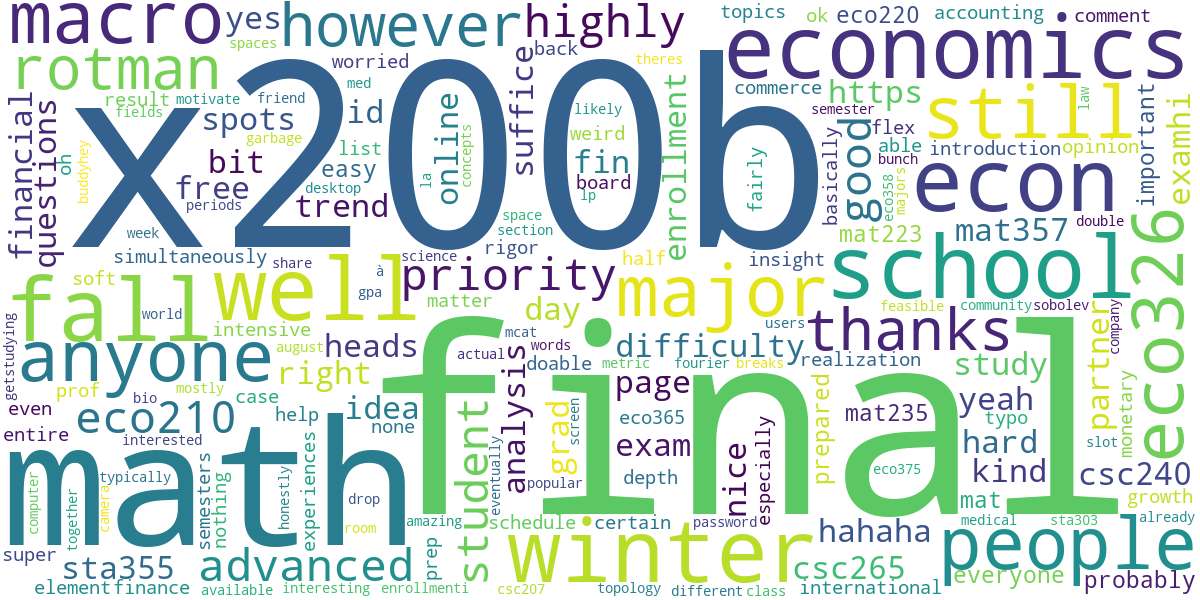 macro
yes
however
highly
topics
ok
eco220
accounting
comment
spaces
rotman
worried
back
theres
economics
result
motivate
med
friend
fields
spots
id
online
suffice
likely
enrollment
commerce
https
semester
still
law
important
examhi
financial
questions
oh
buddyhey
x200b
garbage
bit
list
easy
la
concepts
weird
fin
board
lp
fairly
basically
good
flex
able
bunch
introduction
opinion
free
desktop
periods
trend
space
section
rigor
eco358
majors
econ
double
mat223
mat357
week
simultaneously
share
science
half
insight
school
eco326
soft
à
gpa
priority
matter
fall
well
world
intensive
day
major
feasible
community
sobolev
users
thanks
partner
company
getstudying
anyone
august
heads
mcat
words
actual
doable
difficulty
metric
fourier
breaks
realization
study
monetary
prof
mostly
right
analysis
page
prepared
bio
case
idea
final
even
eco210
help
none
grad
screen
eco365
mat235
yeah
typo
entire
interested
student
exam
hard
slot
math
typically
semesters
nothing
honestly
experiences
eventually
popular
depth
nice
especially
eco375
kind
csc240
computer
together
camera
drop
room
mat
growth
amazing
schedule
certain
password
hahaha
medical
sta303
already
super
sta355
advanced
prep
winter
csc265
people
everyone
probably
element
finance
available
interesting
enrollmenti
csc207
topology
different
class
international